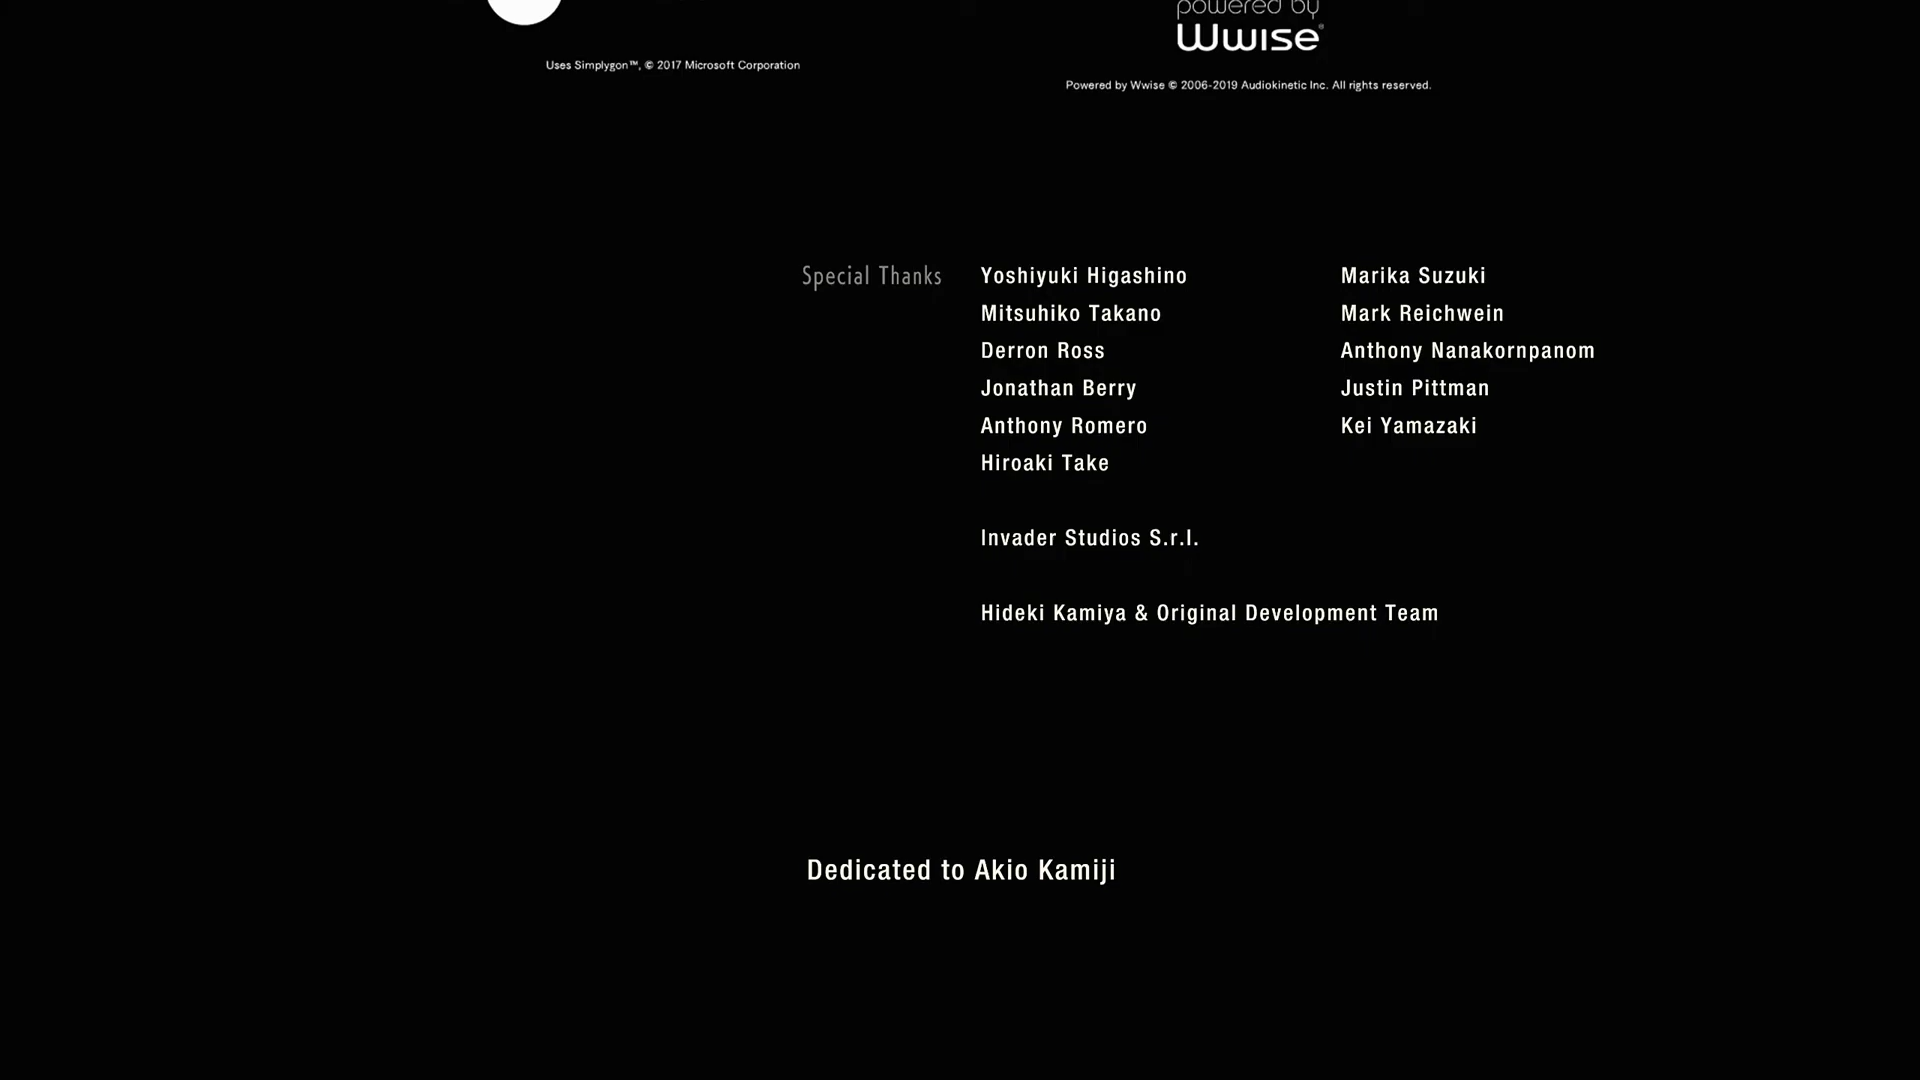 powered by
Wwise®
Uses Simplygon™, © 2017 Microsoft Corporation
Powered by Wwise © 2006-2019 Audiokinetic Inc. All rights reserved.
Special Thanks
Yoshiyuki Higashino
Marika Suzuki
Mitsuhiko Takano
Mark Reichwein
Derron Ross
Anthony Nanakornpanom
Jonathan Berry
Justin Pittman
Anthony Romero
Kei Yamazaki
Hiroaki Take
Invader Studios S.r.l.
Hideki Kamiya & Original Development Team
Dedicated to Akio Kamiji